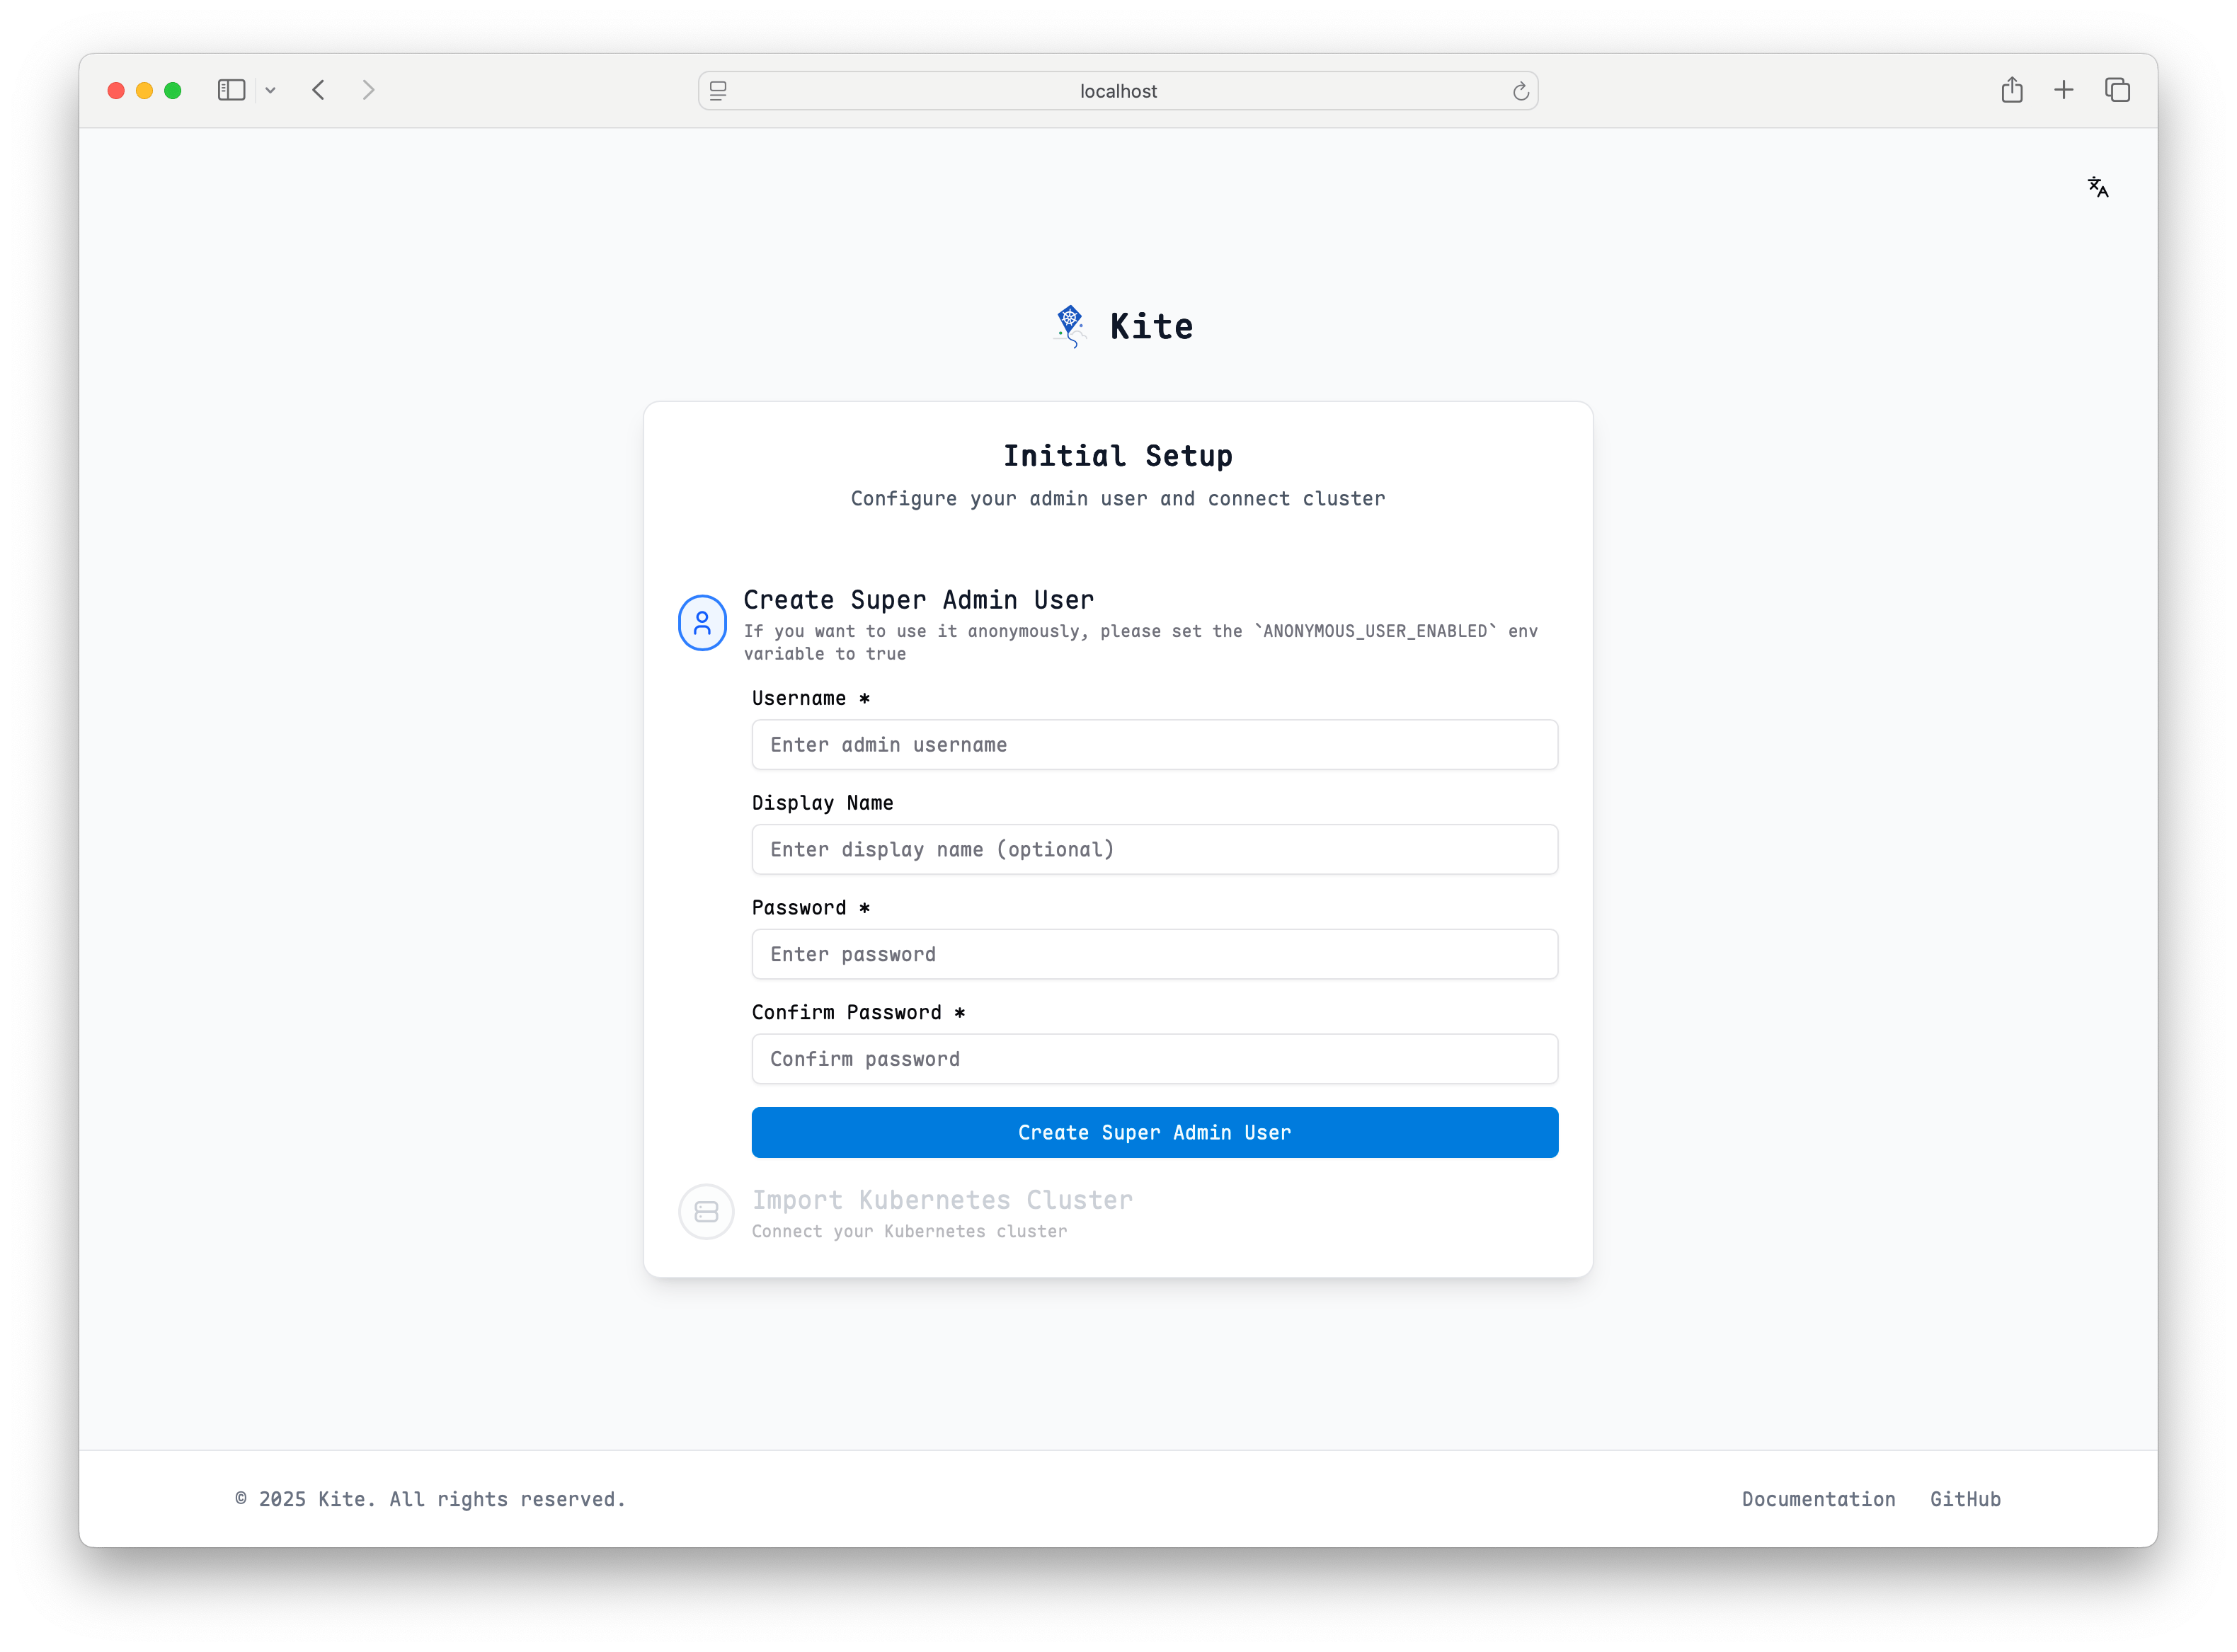 localhost
Kite
Initial Setup
Configure your admin user and connect cluster
Create Super Admin User
If you want to use it anonymously, please set the `ANONYMOUS_USER_ENABLED` env
variable to true
Username *
Enter admin username
Display Name
Enter display name (optional)
Password *
Enter password
Confirm Password *
Confirm password
Create Super Admin User
Import Kubernetes Cluster
Connect your Kubernetes cluster
© 2025 Kite. All rights reserved.
Documentation GitHub